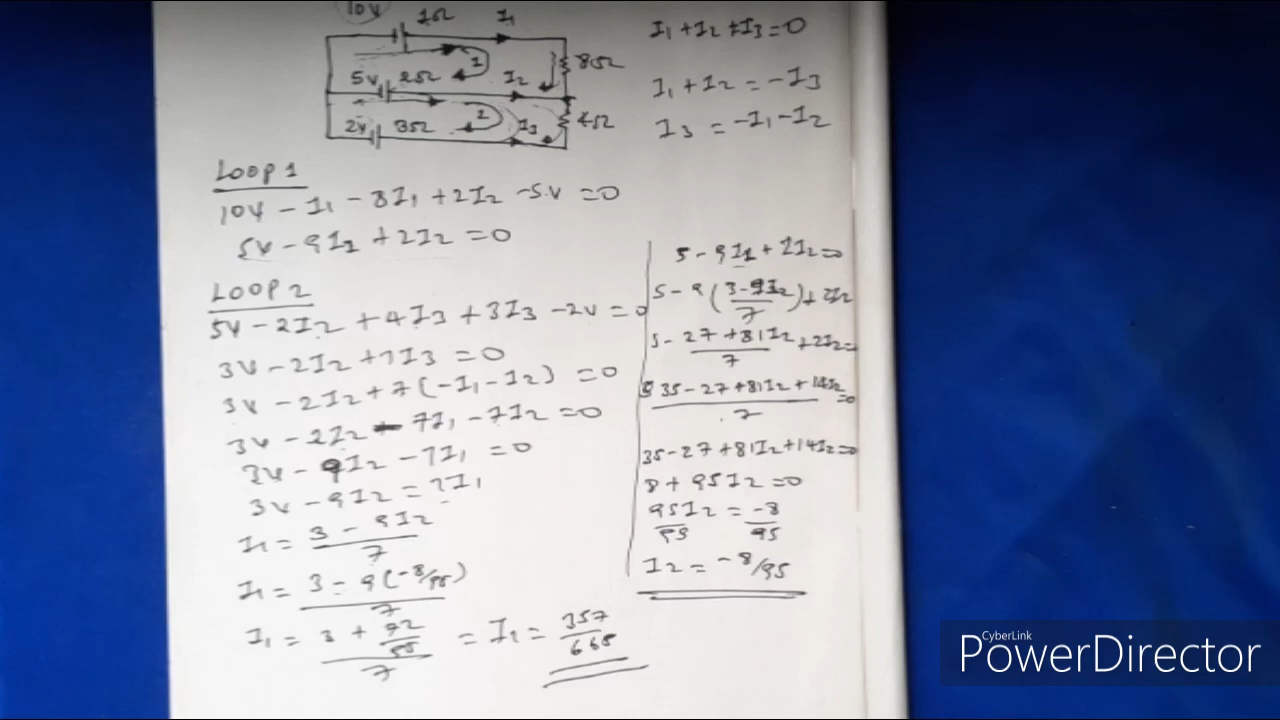 10V 1Ω I₁
1 8Ω
5V 2Ω I₂
2V 3Ω 2 I₃ 4Ω
I₁ + I₂ + I₃ = 0
I₁ + I₂ = - I₃
I₃ = -I₁ - I₂
Loop 1
10V - I₁ - 8I₁ + 2I₂ - 5V = 0
5V - 9I₁ + 2I₂ = 0
LOOP 2
5V - 2I₂ + 4I₃ + 3I₃ - 2V = 0
3V - 2I₂ + 7I₃ = 0
3V - 2I₂ + 7(-I₁ - I₂) = 0
3V - 2I₂ - 7I₁ - 7I₂ = 0
3V - 9I₂ - 7I₁ = 0
3V - 9I₂ = 7I₁
I₁ = 3 - 9I₂ / 7
I₁ = 3 - 9(-8/95) / 7
I₁ = 3 + 72/95 / 7 = I₁ = 357/665
5 - 9I₁ + 2I₂ = 0
5 - 9(3 - 9I₂ / 7) + 2I₂
5 - 27 + 81I₂ / 7 + 2I₂ =
35 - 27 + 81I₂ + 14I₂ / 7 = 0
35 - 27 + 81I₂ + 14I₂ = 0
8 + 95I₂ = 0
95I₂ / 95 = -8 / 95
I₂ = -8/95
CyberLink
PowerDirector